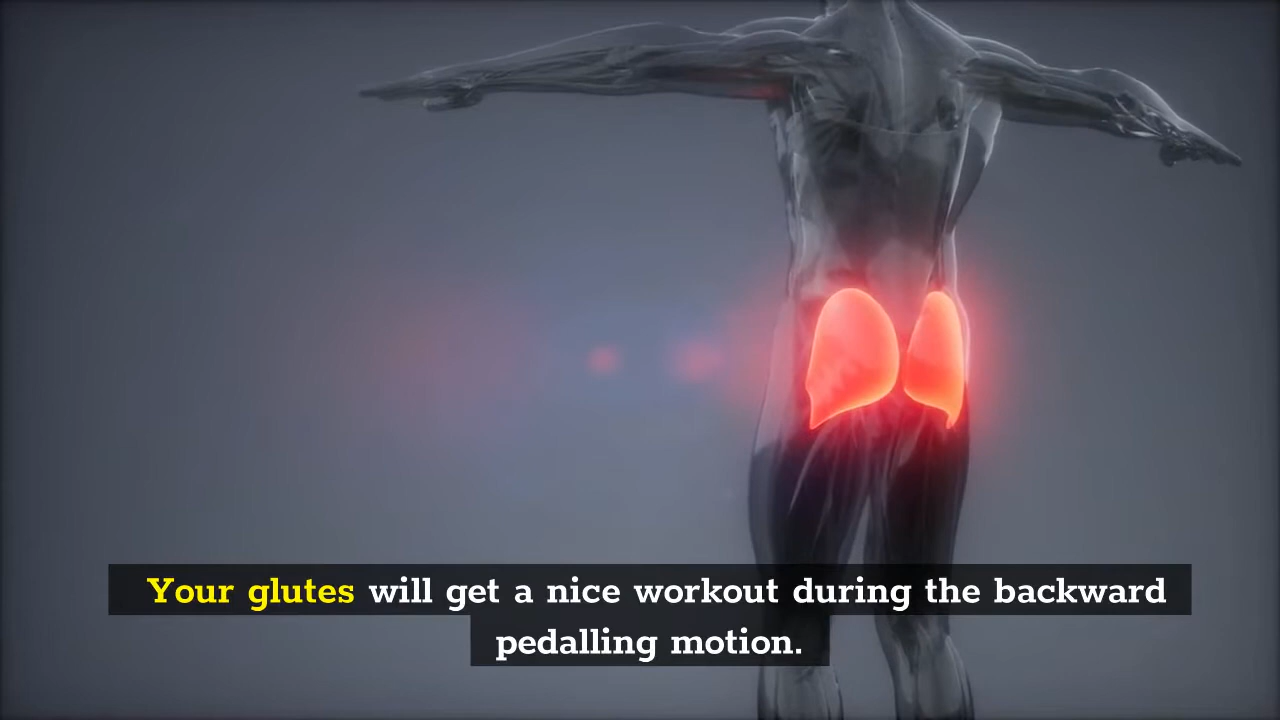 Your glutes will get a nice workout during the backward
pedalling motion.